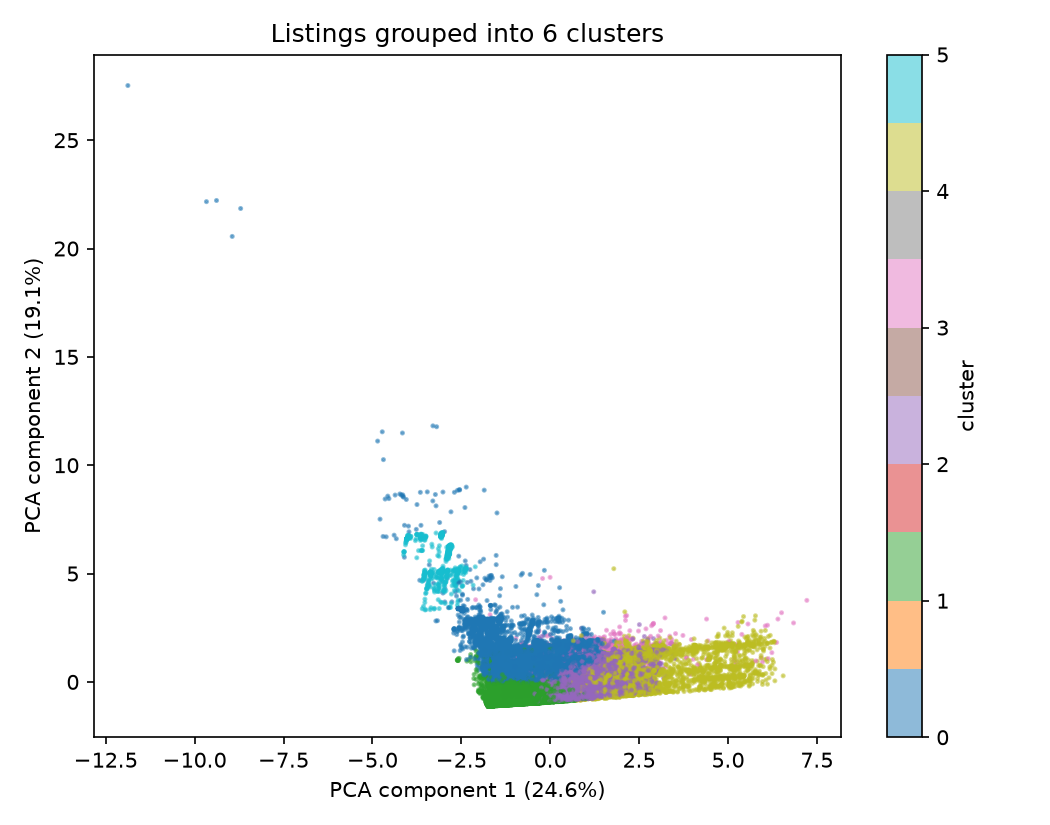 Listings grouped into 6 clusters
PCA component 2 (19.1%)
25
20
15
10
5
0
−12.5 −10.0 −7.5 −5.0 −2.5 0.0 2.5 5.0 7.5
PCA component 1 (24.6%)
5
4
3
2
1
0
cluster